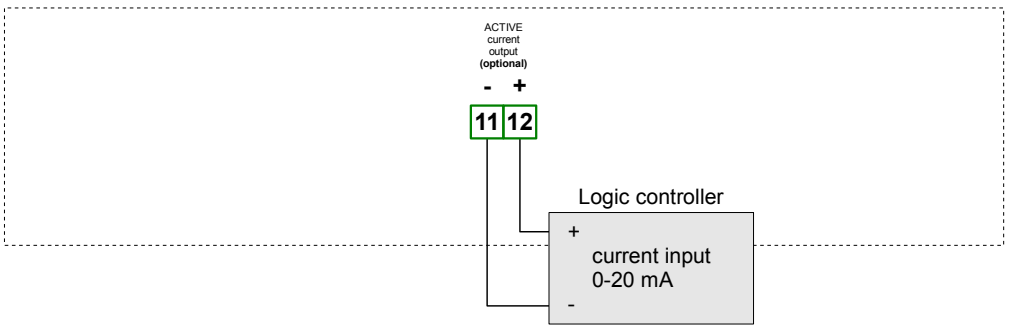 ACTIVE
current
output
(optional)
- +
11 12
Logic controller
+
current input
0-20 mA
-